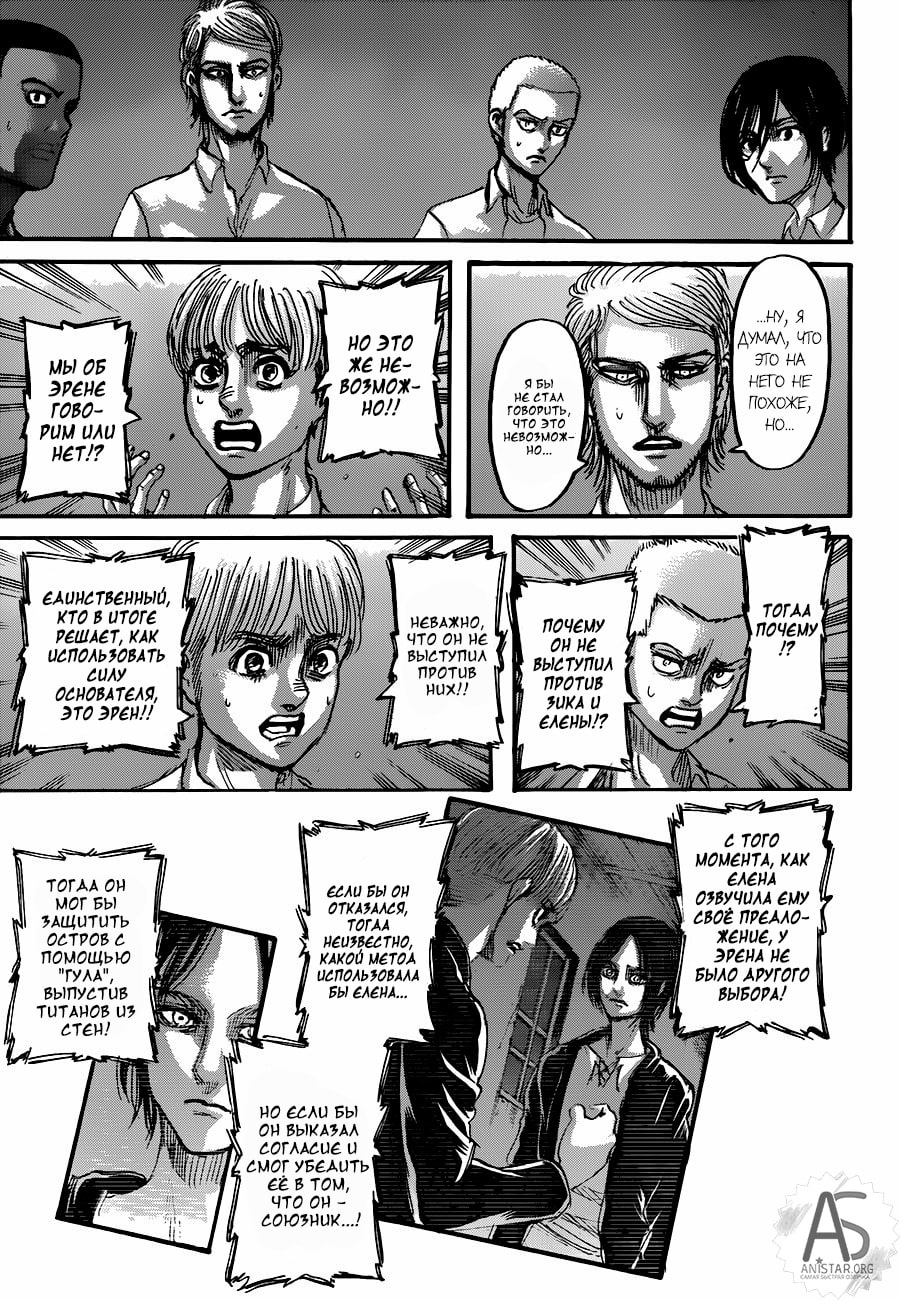 ...НУ, Я
ДУМАЛ, ЧТО
ЭТО НА
НЕГО НЕ
ПОХОЖЕ,
НО...
Я БЫ
НЕ СТАЛ
ГОВОРИТЬ,
ЧТО ЭТО
НЕВОЗМОЖ-
НО...
НО ЭТО
ЖЕ НЕ-
ВОЗМОЖ-
НО!!
МЫ ОБ
ЭРЕНЕ
ГОВО-
РИМ ИЛИ
НЕТ!?
ТОГДА
ПОЧЕМУ
!?
ПОЧЕМУ
ОН НЕ
ВЫСТУПИЛ
ПРОТИВ
ЗИКА И
ЕЛЕНЫ!?
НЕВАЖНО,
ЧТО ОН НЕ
ВЫСТУПИЛ
ПРОТИВ
НИХ!!
ЕДИНСТВЕННЫЙ,
КТО В ИТОГЕ
РЕШАЕТ, КАК
ИСПОЛЬЗОВАТЬ
СИЛУ
ОСНОВАТЕЛЯ,
ЭТО ЭРЕН!!
С ТОГО
МОМЕНТА, КАК
ЕЛЕНА
ОЗВУЧИЛА ЕМУ
СВОЁ ПРЕДЛО-
ЖЕНИЕ, У
ЭРЕНА НЕ
БЫЛО ДРУГОГО
ВЫБОРА!
ЕСЛИ БЫ ОН
ОТКАЗАЛСЯ,
ТОГДА
НЕИЗВЕСТНО,
КАКОЙ МЕТОД
ИСПОЛЬЗОВАЛА
БЫ ЕЛЕНА...
НО ЕСЛИ БЫ
ОН ВЫКАЗАЛ
СОГЛАСИЕ И
СМОГ УБЕДИТЬ
ЕЁ В ТОМ,
ЧТО ОН -
СОЮЗНИК...!
ТОГДА ОН
МОГ БЫ
ЗАЩИТИТЬ
ОСТРОВ С
ПОМОЩЬЮ
"ГУЛА",
ВЫПУСТИВ
ТИТАНОВ ИЗ
СТЕН!
AS
ANISTAR.ORG
САМАЯ БЫСТРАЯ ОЗВУЧКА